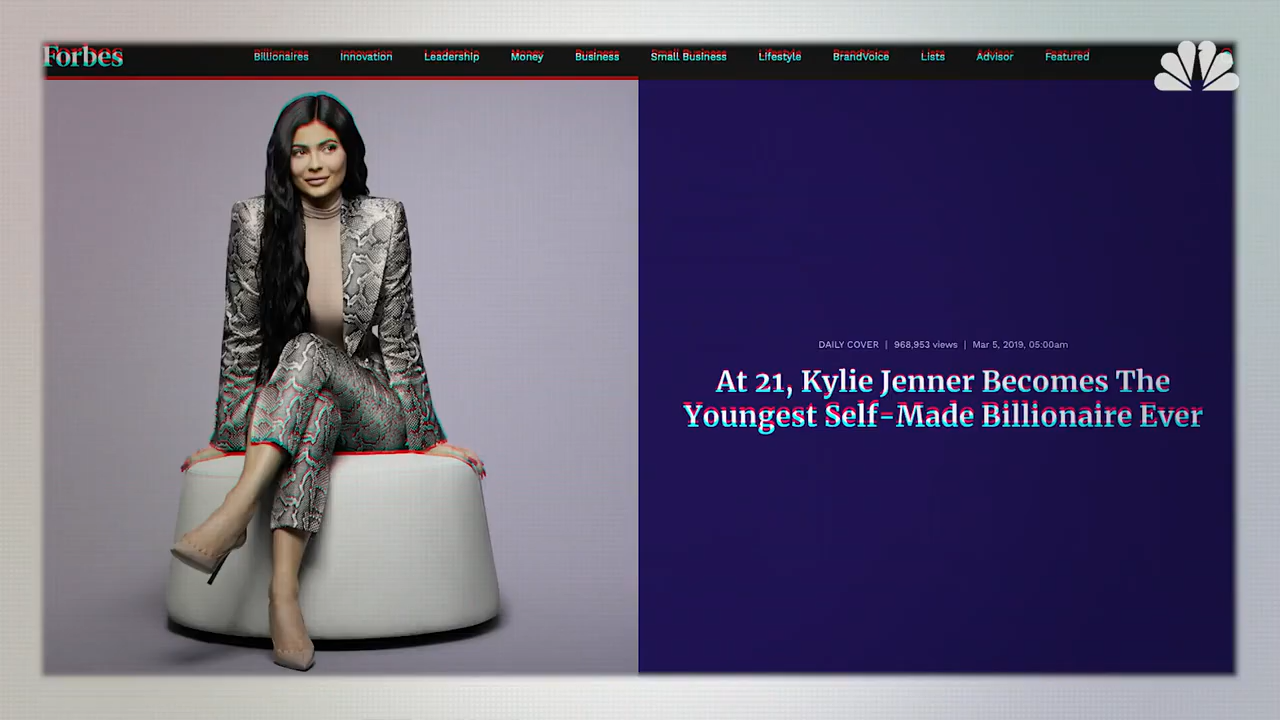 Forbes
Billionaires Innovation Leadership Money Business Small Business Lifestyle BrandVoice Lists Advisor Featured
DAILY COVER | 968,953 views | Mar 5, 2019, 05:00am
At 21, Kylie Jenner Becomes The
Youngest Self-Made Billionaire Ever